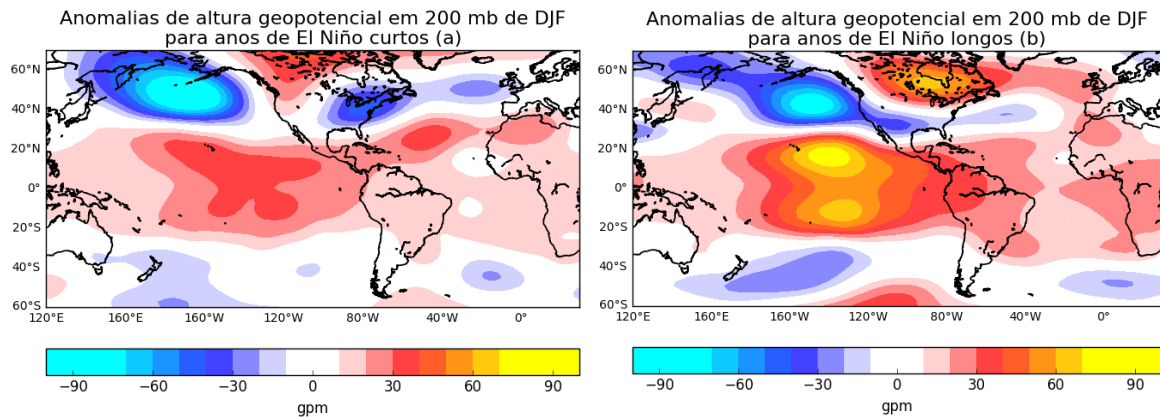 Anomalias de altura geopotencial em 200 mb de DJF
para anos de El Niño curtos (a)
60°N
40°N
20°N
0°
20°S
40°S
60°S
120°E
160°E
160°W
120°W
80°W
40°W
0°
−90
−60
−30
0
30
60
90
gpm
Anomalias de altura geopotencial em 200 mb de DJF
para anos de El Niño longos (b)
60°N
40°N
20°N
0°
20°S
40°S
60°S
120°E
160°E
160°W
120°W
80°W
40°W
0°
−90
−60
−30
0
30
60
90
gpm